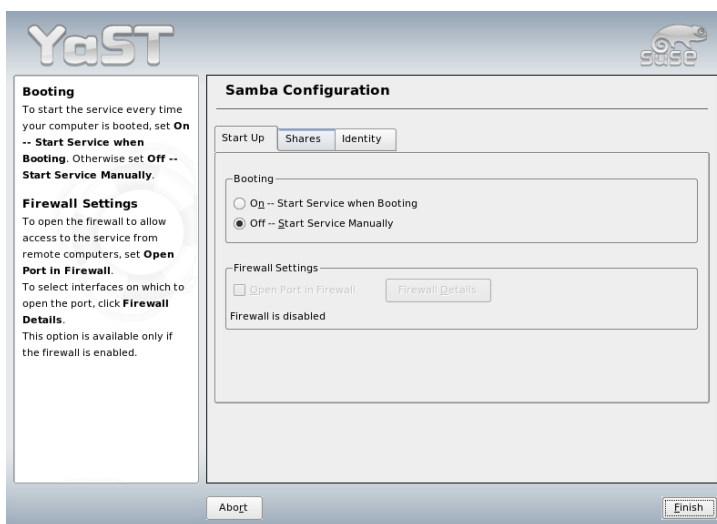 YaST
suse
Booting
To start the service every time
your computer is booted, set On
-- Start Service when
Booting. Otherwise set Off --
Start Service Manually.
Firewall Settings
To open the firewall to allow
access to the service from
remote computers, set Open
Port in Firewall.
To select interfaces on which to
open the port, click Firewall
Details.
This option is available only if
the firewall is enabled.
Samba Configuration
Start Up Shares Identity
Booting
On -- Start Service when Booting
Off -- Start Service Manually
Firewall Settings
Open Port in Firewall Firewall Details
Firewall is disabled
Abort Finish